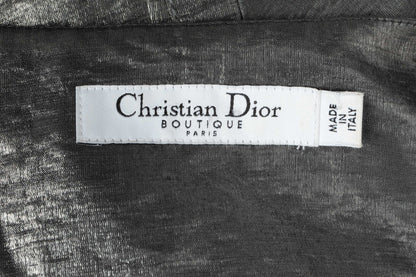 Christian Dior
BOUTIQUE
PARIS
MADE
IN
ITALY